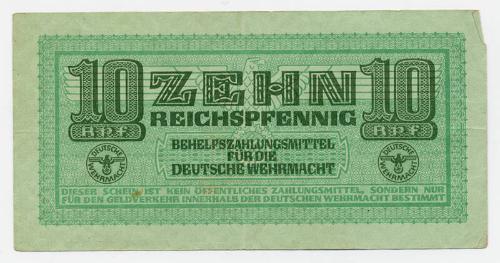 10 ZEHN 10
Rpf. REICHSPFENNIG Rpf.
BEHELFSZAHLUNGSMITTEL
FÜR DIE
DEUTSCHE WEHRMACHT
DEUTSCHE WEHRMACHT
DEUTSCHE WEHRMACHT
DIESER SCHEIN IST KEIN ÖFFENTLICHES ZAHLUNGSMITTEL, SONDERN NUR
FÜR DEN GELDVERKEHR INNERHALB DER DEUTSCHEN WEHRMACHT BESTIMMT